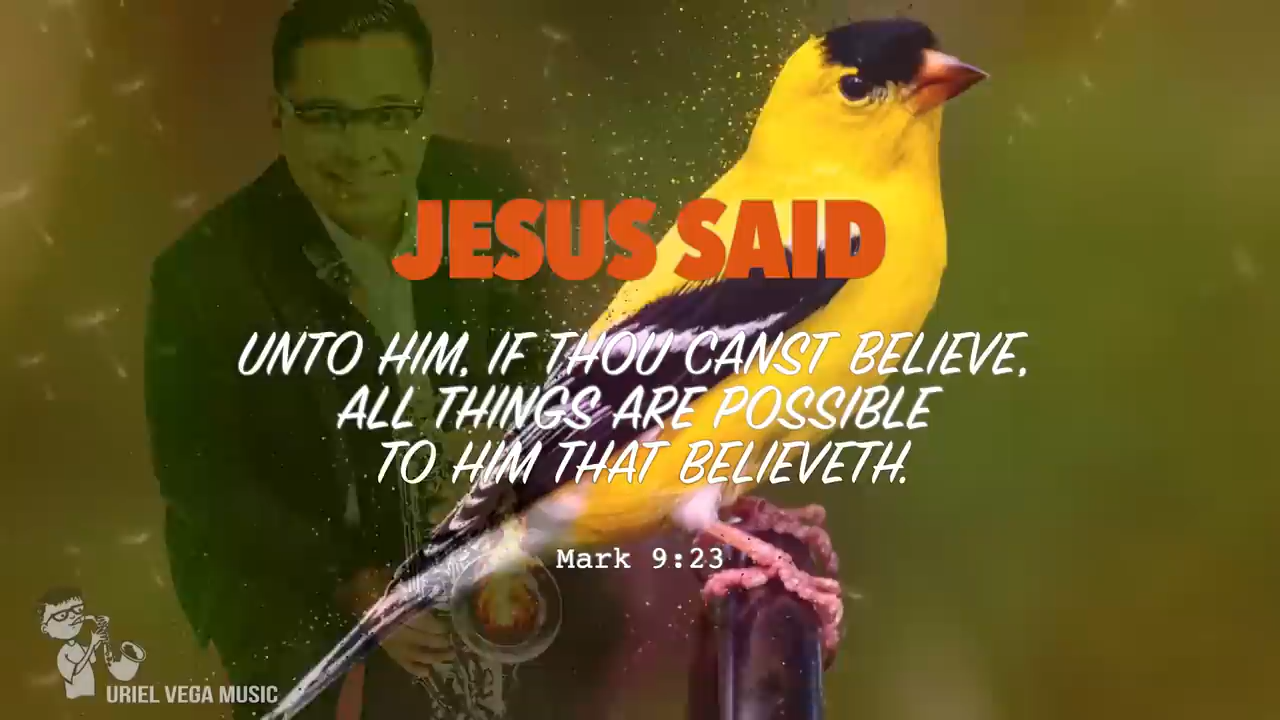 JESUS SAID
UNTO HIM, IF THOU CANST BELIEVE,
ALL THINGS ARE POSSIBLE
TO HIM THAT BELIEVETH.
Mark 9:23
URIEL VEGA MUSIC